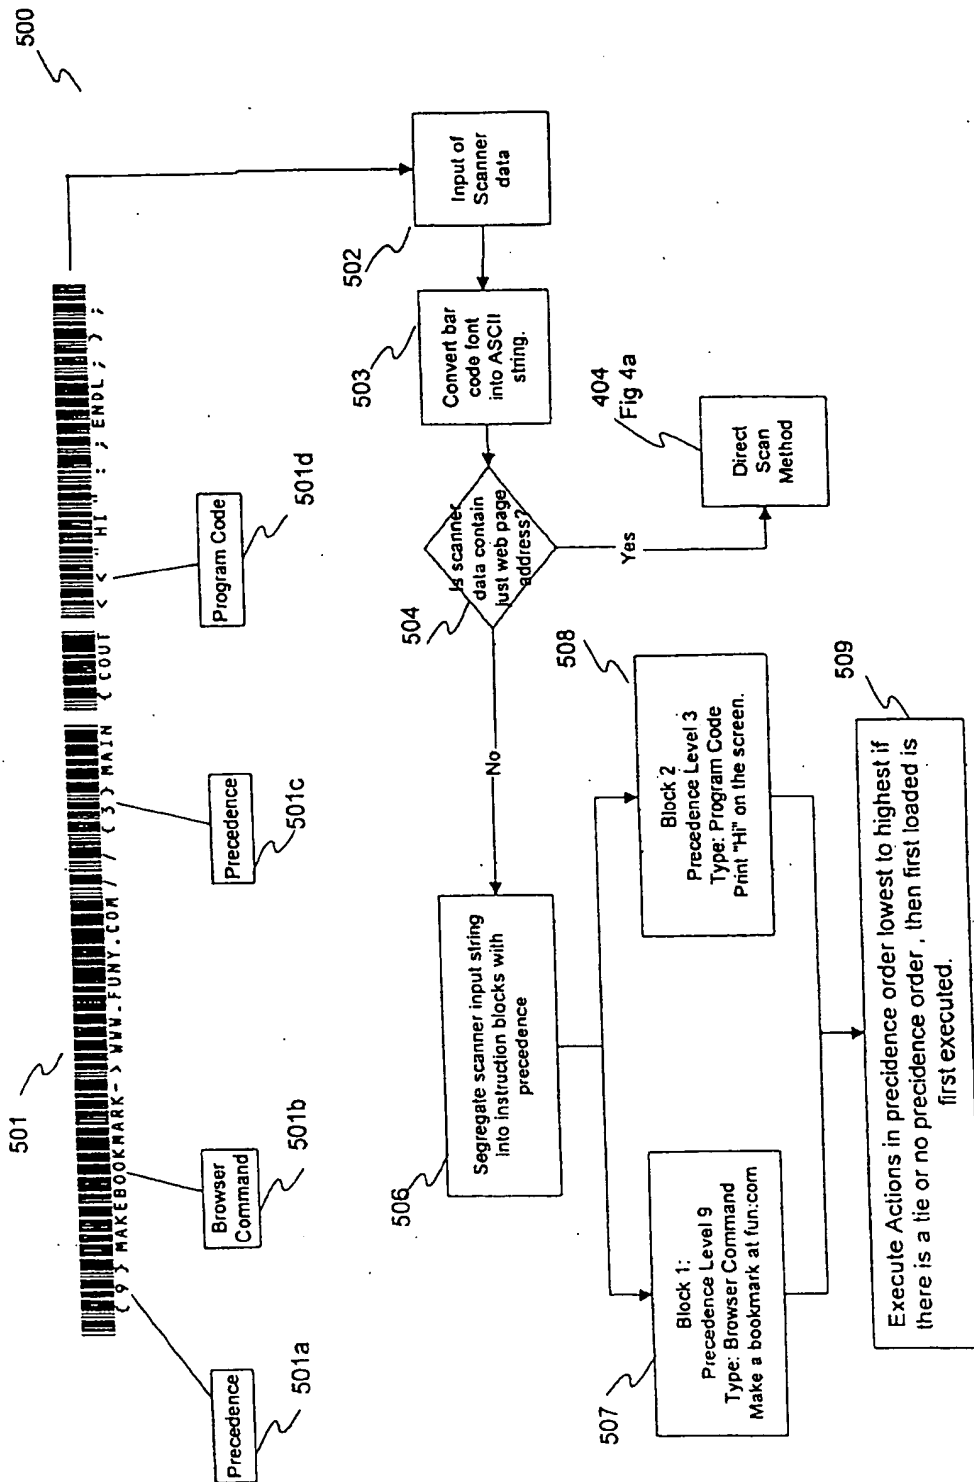 500
501
{ 9 } MAKEBOOKMARK->WWW.FUNY.COM / / { 3 } MAIN { COUT < < " HI " : ; ENDL ; } ;
Precedence
501a
Browser
Command
501b
Precedence
501c
Program Code
501d
Input of
Scanner
data
502
Convert bar
code font
into ASCII
string.
503
Is scanner
data contain
just web page
address?
504
Yes
404
Fig 4a
Direct
Scan
Method
No
Segregate scanner input string
into instruction blocks with
precedence
506
Block 1:
Precedence Level 9
Type: Browser Command
Make a bookmark at fun:com
507
Block 2
Precedence Level 3
Type: Program Code
Print "Hi" on the screen.
508
Execute Actions in precidence order lowest to highest if
there is a tie or no precidence order , then first loaded is
first executed.
509